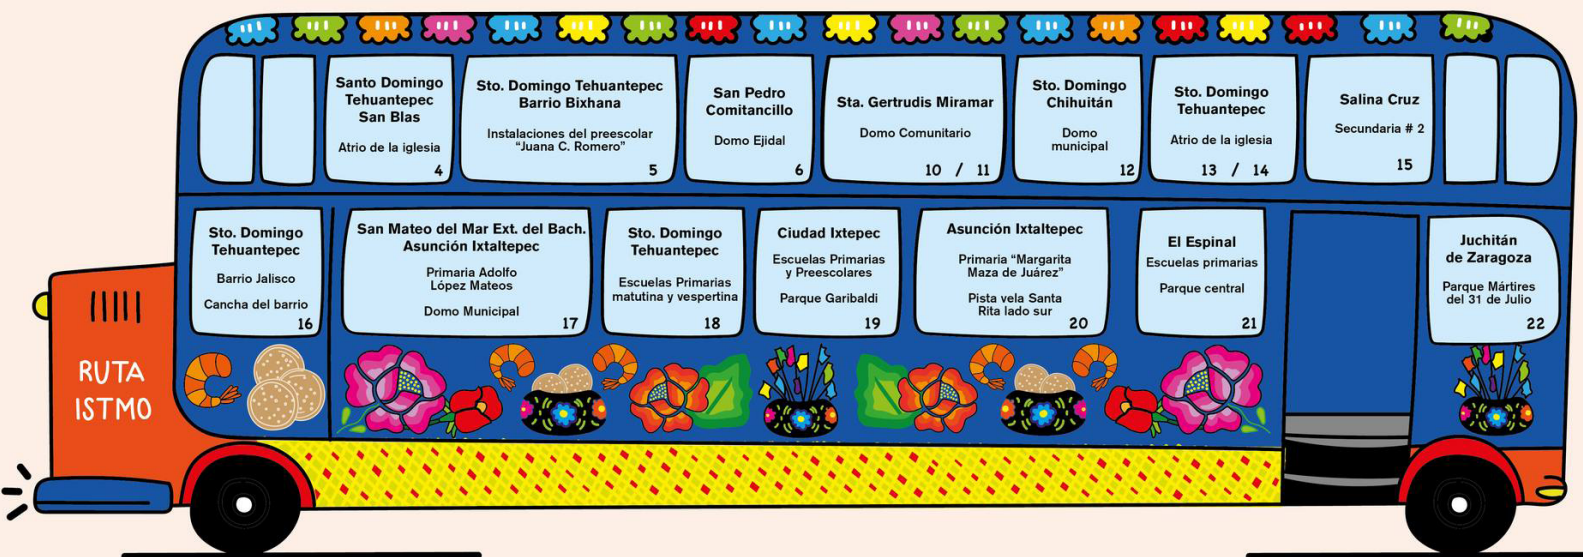 Santo Domingo
Tehuantepec
San Blas
Atrio de la iglesia
4
Sto. Domingo Tehuantepec
Barrio Bixhana
Instalaciones del preescolar
“Juana C. Romero”
5
San Pedro
Comitancillo
Domo Ejidal
6
Sta. Gertrudis Miramar
Domo Comunitario
10 / 11
Sto. Domingo
Chihuitán
Domo
municipal
12
Sto. Domingo
Tehuantepec
Atrio de la iglesia
13 / 14
Salina Cruz
Secundaria # 2
15
Sto. Domingo
Tehuantepec
Barrio Jalisco
Cancha del barrio
16
San Mateo del Mar Ext. del Bach.
Asunción Ixtaltepec
Primaria Adolfo
López Mateos
Domo Municipal
17
Sto. Domingo
Tehuantepec
Escuelas Primarias
matutina y vespertina
18
Ciudad Ixtepec
Escuelas Primarias
y Preescolares
Parque Garibaldi
19
Asunción Ixtaltepec
Primaria “Margarita
Maza de Juárez”
Pista vela Santa
Rita lado sur
20
El Espinal
Escuelas primarias
Parque central
21
Juchitán
de Zaragoza
Parque Mártires
del 31 de Julio
22
RUTA
ISTMO